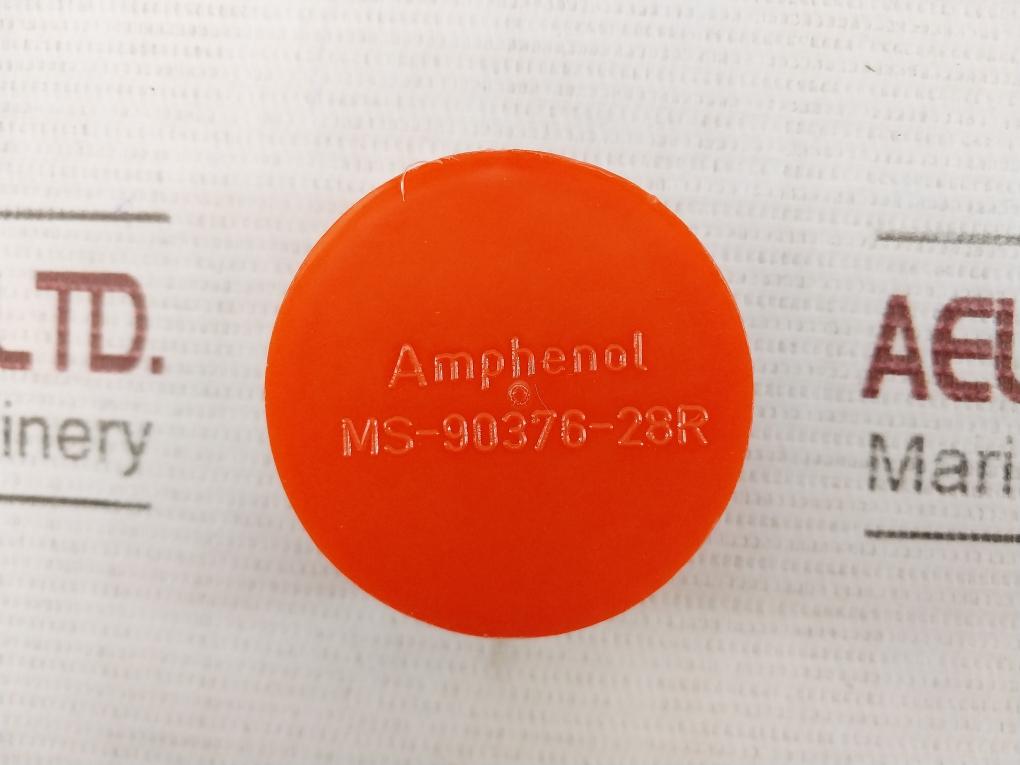 Amphenol
MS-90376-28R
LTD.
inery
AEU
Mari